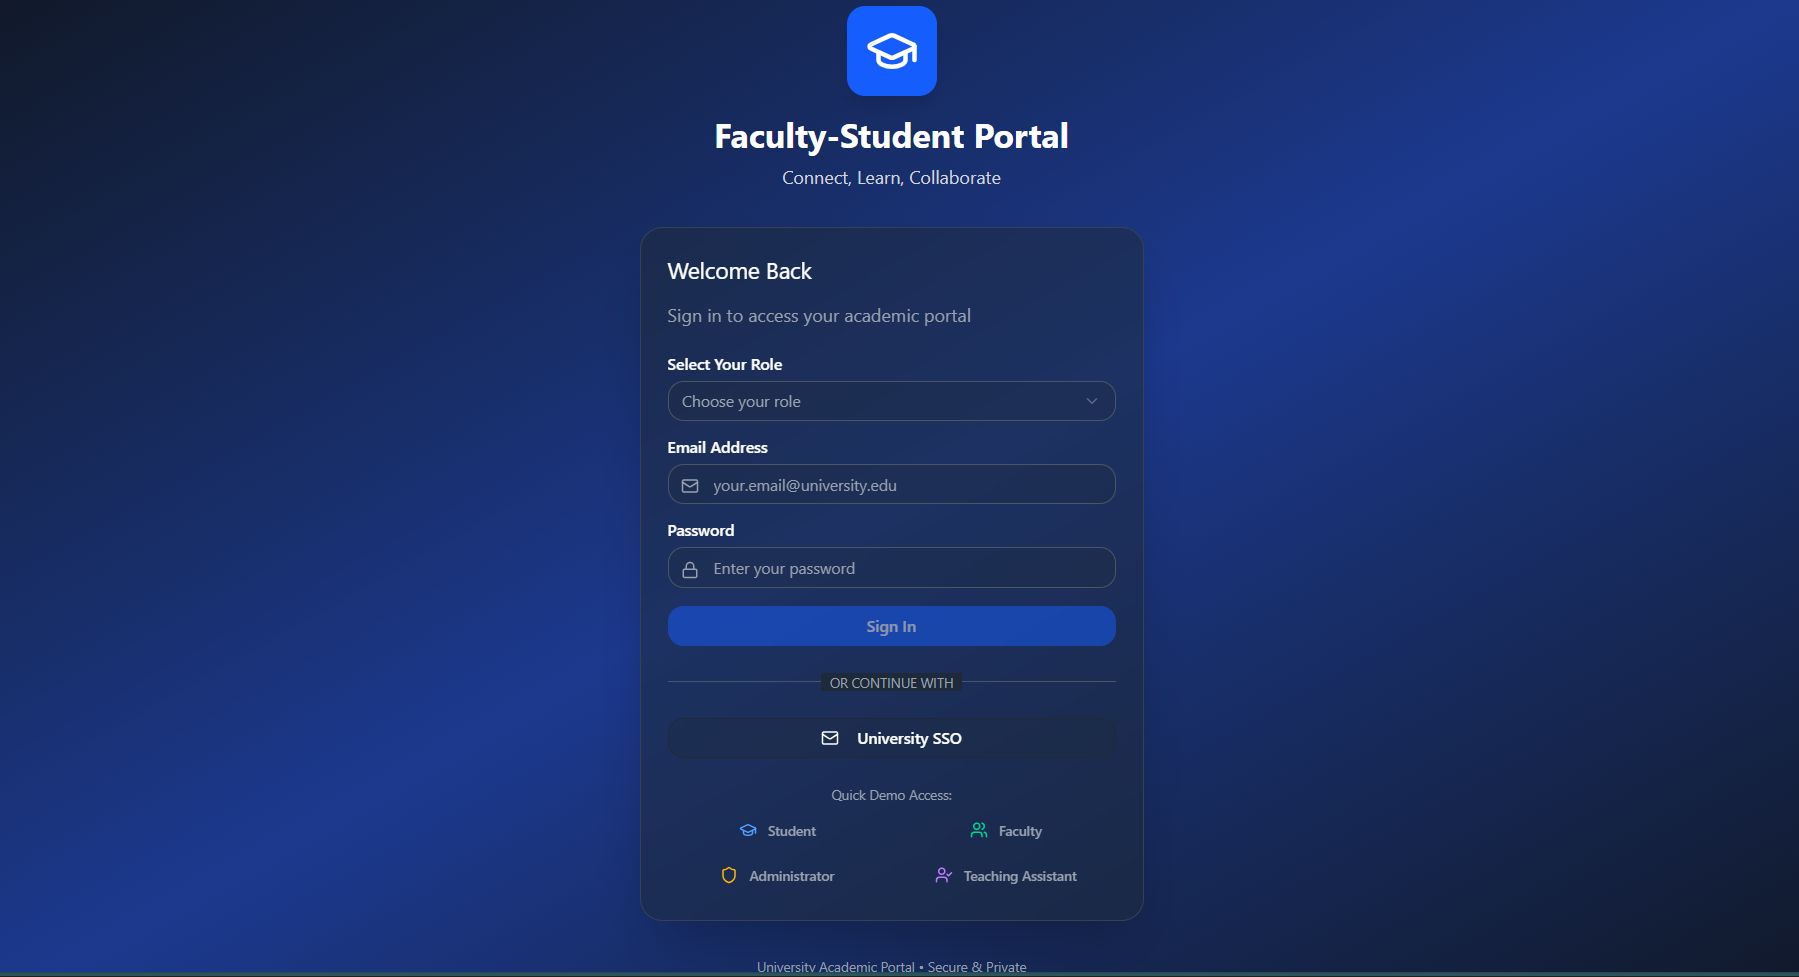 Faculty-Student Portal
Connect, Learn, Collaborate
Welcome Back
Sign in to access your academic portal
Select Your Role
Choose your role
Email Address
your.email@university.edu
Password
Enter your password
Sign In
OR CONTINUE WITH
University SSO
Quick Demo Access:
Student
Faculty
Administrator
Teaching Assistant
University Academic Portal • Secure & Private